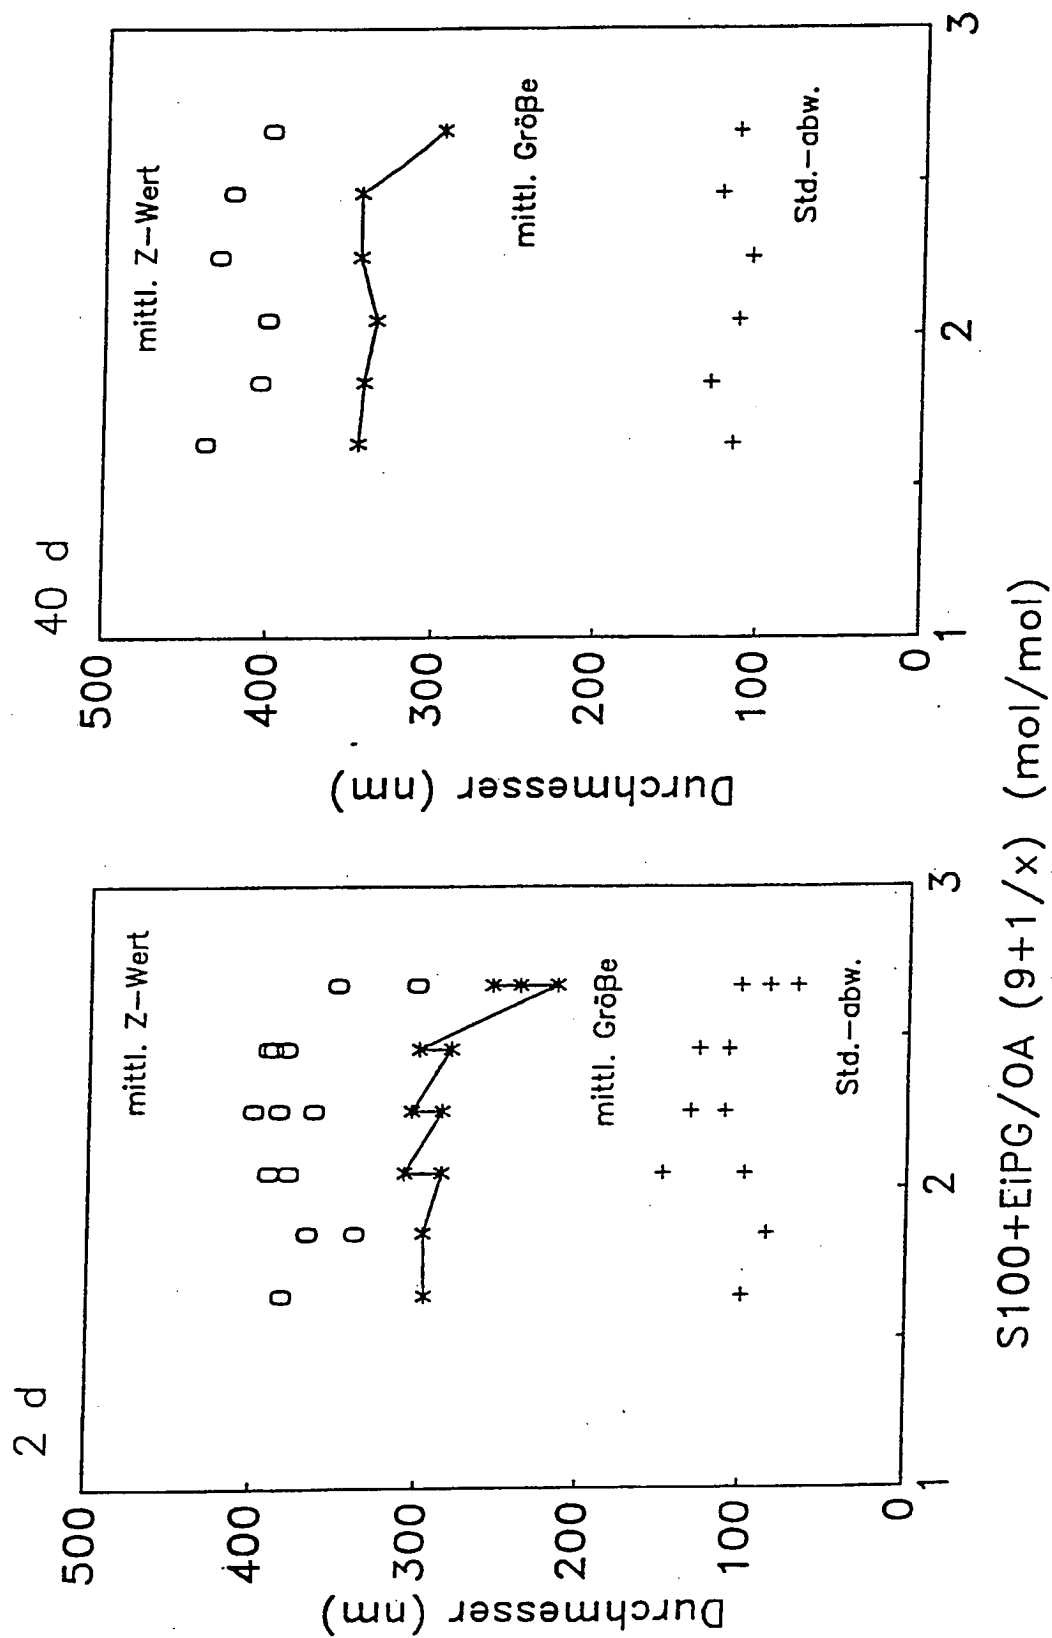 2 d
500
400
300
200
100
0
Durchmesser (nm)
mittl. Z-Wert
mittl. Größe
Std.-abw.
1
2
3
40 d
500
400
300
200
100
0
Durchmesser (nm)
mittl. Z-Wert
mittl. Größe
Std.-abw.
1
2
3
S100+EiPG/OA (9+1/x) (mol/mol)